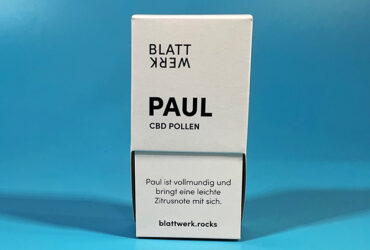 BLATT
WERK
PAUL
CBD POLLEN
Paul ist vollmundig und
bringt eine leichte
Zitrusnote mit sich.
blattwerk.rocks